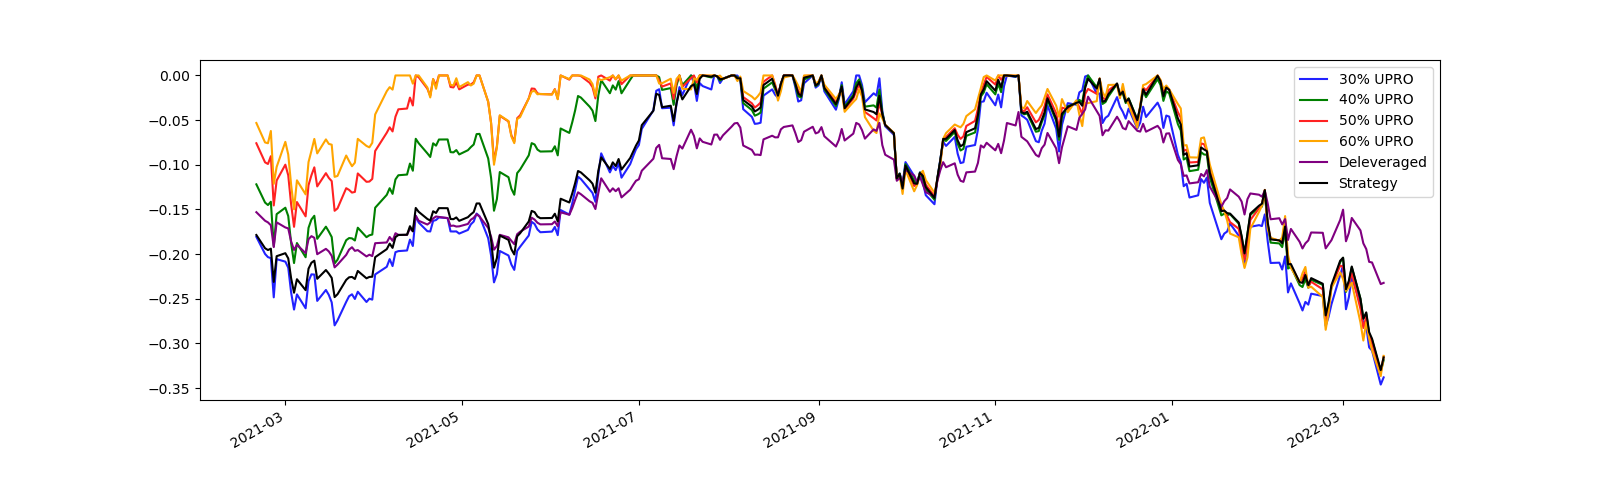 0.00
−0.05
−0.10
−0.15
−0.20
−0.25
−0.30
−0.35
2021-03
2021-05
2021-07
2021-09
2021-11
2022-01
2022-03
30% UPRO
40% UPRO
50% UPRO
60% UPRO
Deleveraged
Strategy